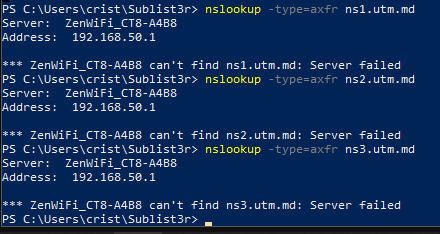 PS C:\Users\crist\Sublist3r> nslookup -type=axfr ns1.utm.md
Server:  ZenWiFi_CT8-A4B8
Address:  192.168.50.1

*** ZenWiFi_CT8-A4B8 can't find ns1.utm.md: Server failed
PS C:\Users\crist\Sublist3r> nslookup -type=axfr ns2.utm.md
Server:  ZenWiFi_CT8-A4B8
Address:  192.168.50.1

*** ZenWiFi_CT8-A4B8 can't find ns2.utm.md: Server failed
PS C:\Users\crist\Sublist3r> nslookup -type=axfr ns3.utm.md
Server:  ZenWiFi_CT8-A4B8
Address:  192.168.50.1

*** ZenWiFi_CT8-A4B8 can't find ns3.utm.md: Server failed
PS C:\Users\crist\Sublist3r>